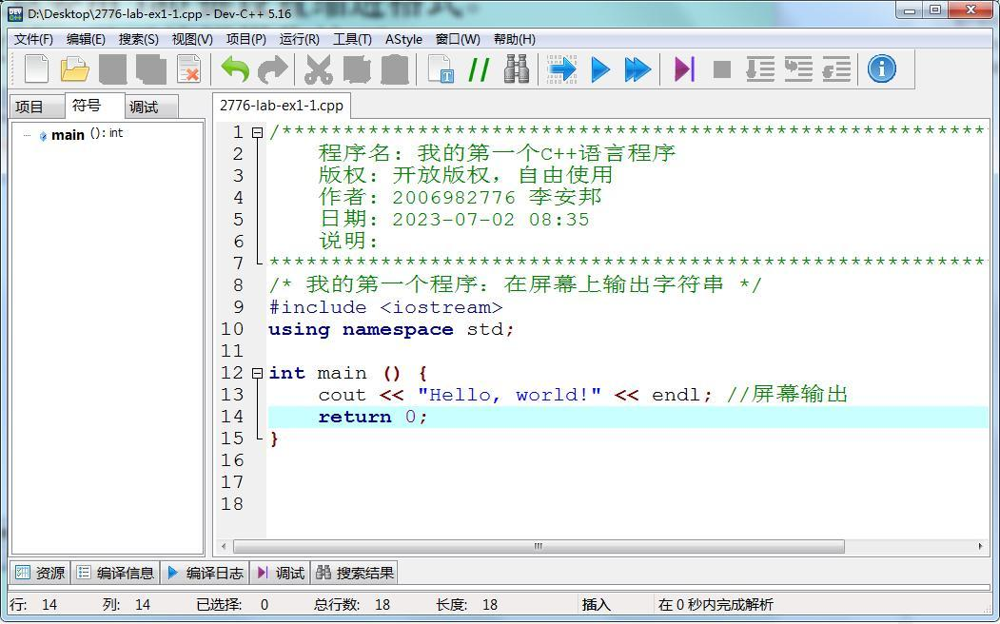 D:\Desktop\2776-lab-ex1-1.cpp - Dev-C++ 5.16
文件(F) 编辑(E) 搜索(S) 视图(V) 项目(P) 运行(R) 工具(T) AStyle 窗口(W) 帮助(H)
项目 符号 调试
main () : int
2776-lab-ex1-1.cpp
1 /**********************************************************
2 程序名: 我的第一个C++语言程序
3 版权: 开放版权, 自由使用
4 作者: 2006982776 李安邦
5 日期: 2023-07-02 08:35
6 说明:
7 **********************************************************
8 /* 我的第一个程序: 在屏幕上输出字符串 */
9 #include <iostream>
10 using namespace std;
11
12 int main () {
13 cout << "Hello, world!" << endl; //屏幕输出
14 return 0;
15 }
16
17
18
资源 编译信息 编译日志 调试 搜索结果
行: 14 列: 14 已选择: 0 总行数: 18 长度: 18 插入 在 0 秒内完成解析